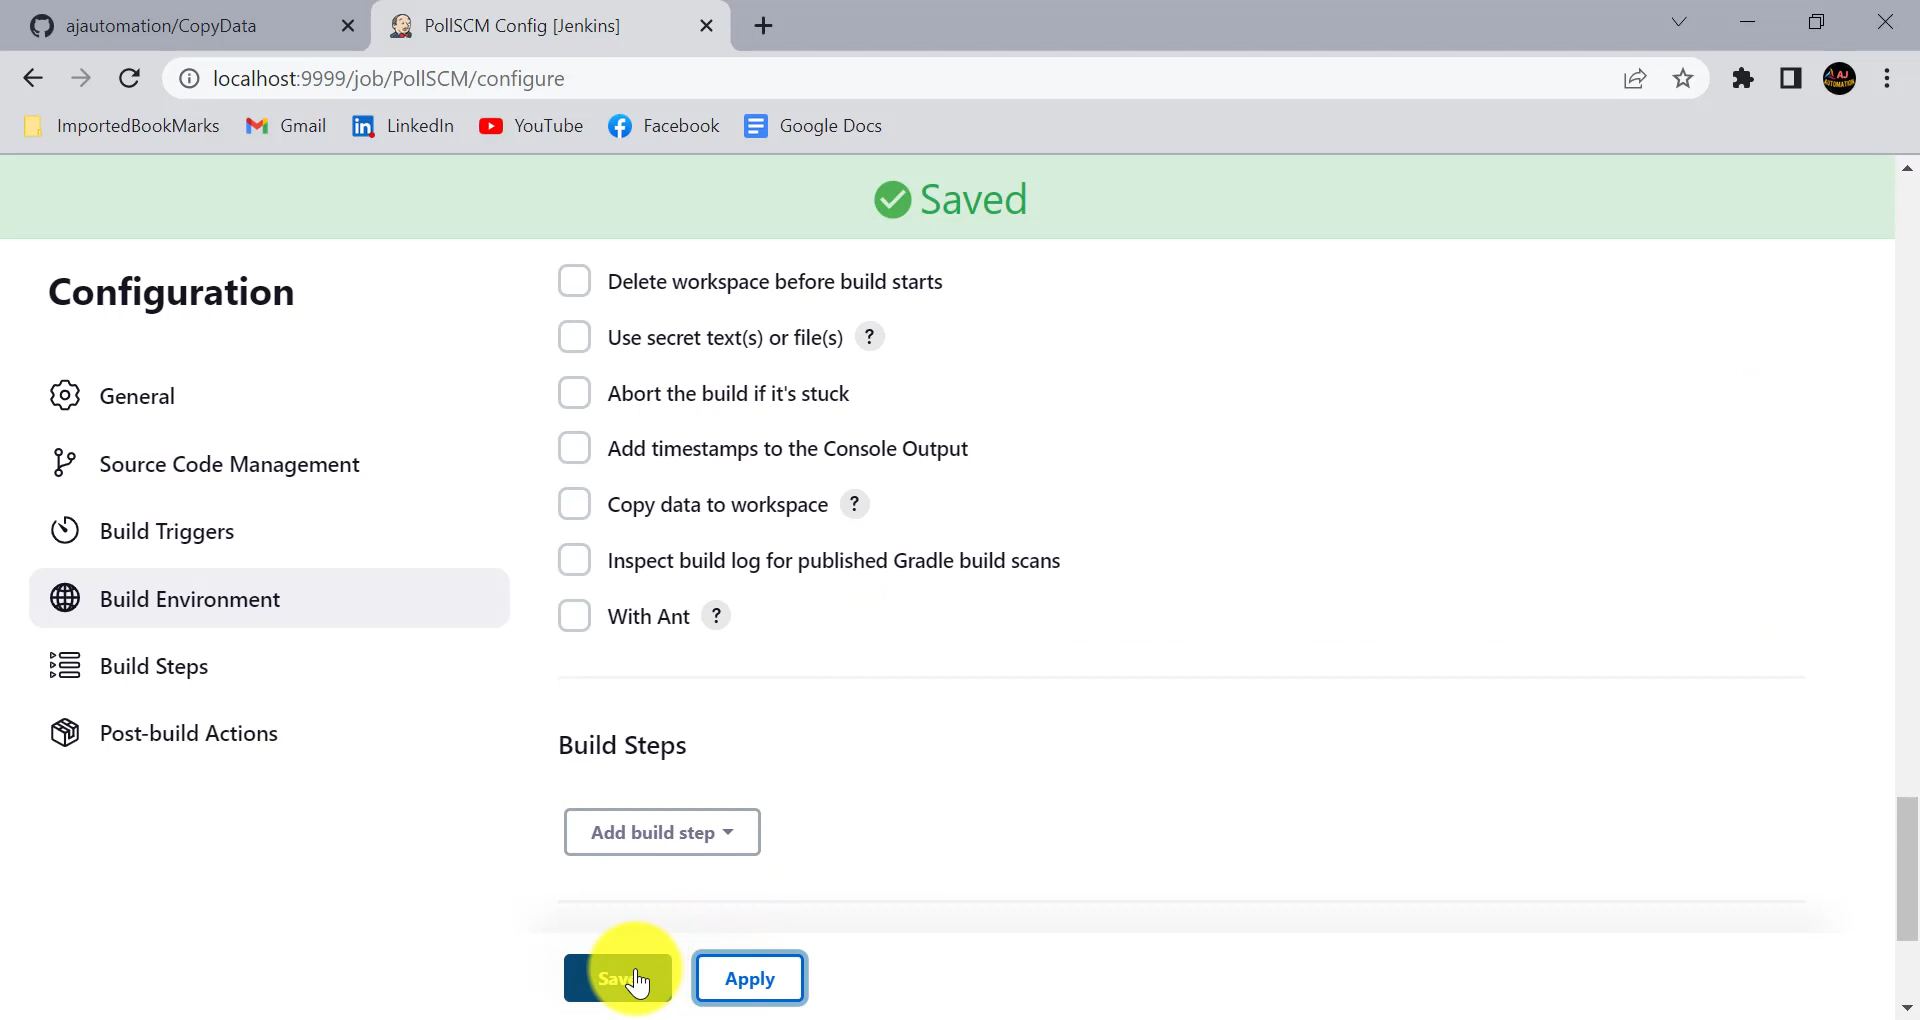 ajautomation/CopyData
PollSCM Config [Jenkins]
localhost:9999/job/PollSCM/configure
ImportedBookMarks
Gmail
LinkedIn
YouTube
Facebook
Google Docs
AJ
AUTOMATION
Saved
Configuration
General
Source Code Management
Build Triggers
Build Environment
Build Steps
Post-build Actions
Delete workspace before build starts
Use secret text(s) or file(s) ?
Abort the build if it's stuck
Add timestamps to the Console Output
Copy data to workspace ?
Inspect build log for published Gradle build scans
With Ant ?
Build Steps
Add build step
Save
Apply